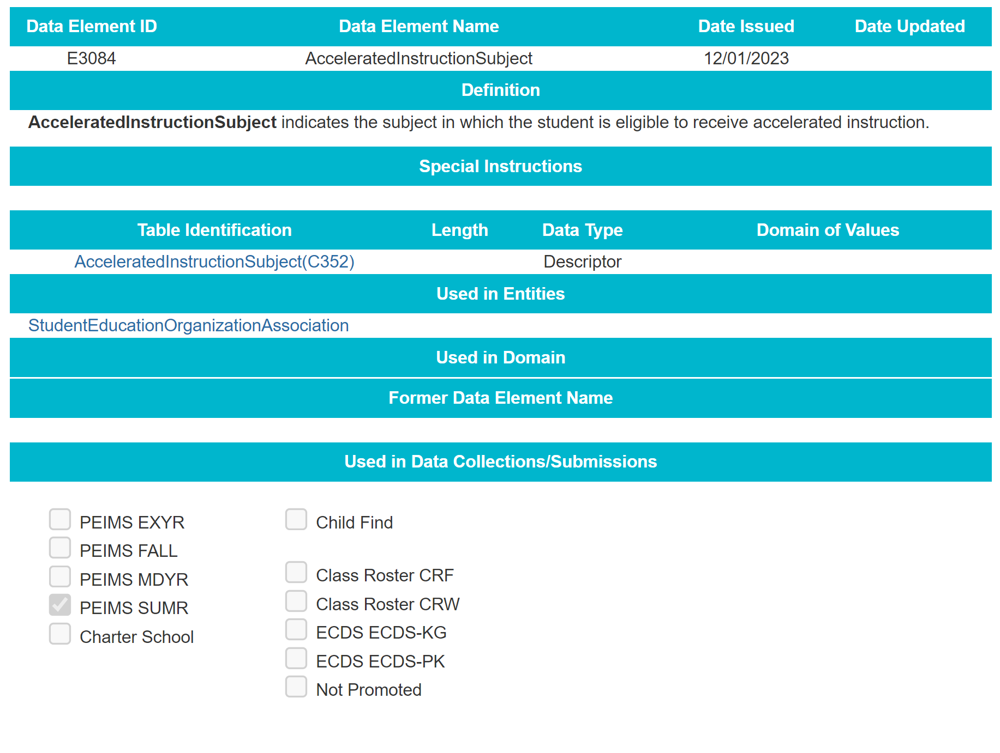 Data Element ID Data Element Name Date Issued Date Updated
E3084 AcceleratedInstructionSubject 12/01/2023
Definition
AcceleratedInstructionSubject indicates the subject in which the student is eligible to receive accelerated instruction.
Special Instructions
Table Identification Length Data Type Domain of Values
AcceleratedInstructionSubject(C352) Descriptor
Used in Entities
StudentEducationOrganizationAssociation
Used in Domain
Former Data Element Name
Used in Data Collections/Submissions
PEIMS EXYR
PEIMS FALL
PEIMS MDYR
PEIMS SUMR
Charter School
Child Find
Class Roster CRF
Class Roster CRW
ECDS ECDS-KG
ECDS ECDS-PK
Not Promoted